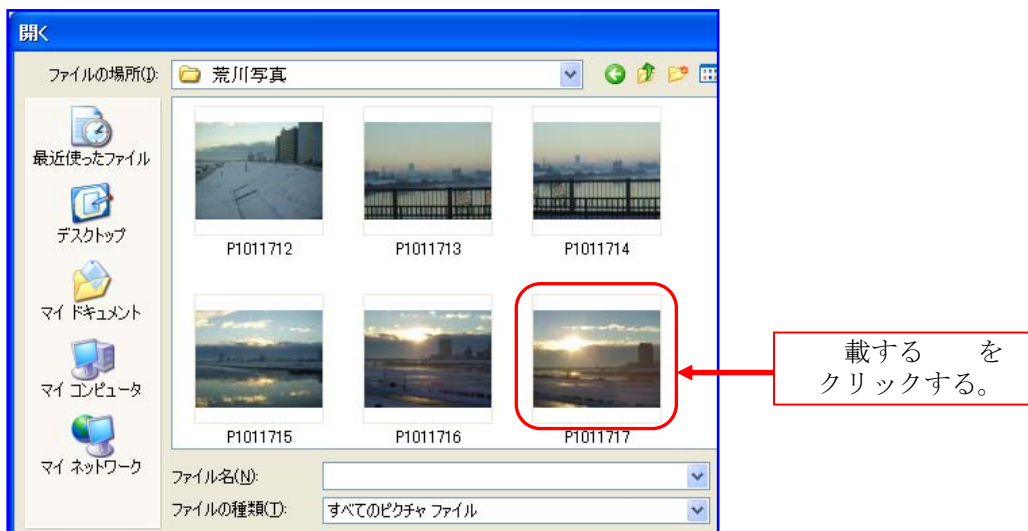 開く
ファイルの場所(I):
荒川写真
最近使ったファイル
デスクトップ
マイ ドキュメント
マイ コンピュータ
マイ ネットワーク
P1011712
P1011713
P1011714
P1011715
P1011716
P1011717
ファイル名(N):
ファイルの種類(T):
すべてのピクチャ ファイル
載する を
クリックする。